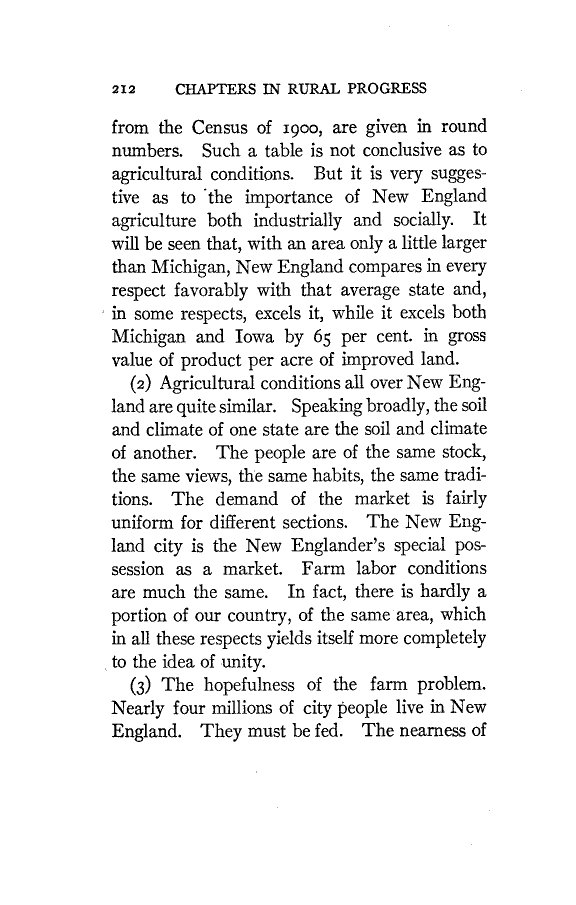 212 CHAPTERS IN RURAL PROGRESS
from the Census of 1900, are given in round
numbers. Such a table is not conclusive as to
agricultural conditions. But it is very sugges-
tive as to the importance of New England
agriculture both industrially and socially. It
will be seen that, with an area only a little larger
than Michigan, New England compares in every
respect favorably with that average state and,
in some respects, excels it, while it excels both
Michigan and Iowa by 65 per cent. in gross
value of product per acre of improved land.
(2) Agricultural conditions all over New Eng-
land are quite similar. Speaking broadly, the soil
and climate of one state are the soil and climate
of another. The people are of the same stock,
the same views, the same habits, the same tradi-
tions. The demand of the market is fairly
uniform for different sections. The New Eng-
land city is the New Englander's special pos-
session as a market. Farm labor conditions
are much the same. In fact, there is hardly a
portion of our country, of the same area, which
in all these respects yields itself more completely
to the idea of unity.
(3) The hopefulness of the farm problem.
Nearly four millions of city people live in New
England. They must be fed. The nearness of